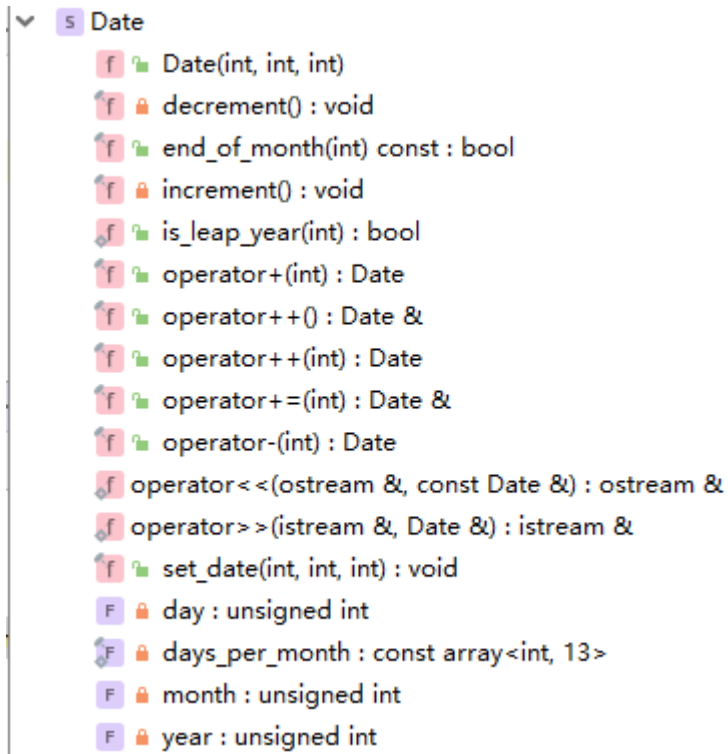 S Date
f Date(int, int, int)
f decrement() : void
f end_of_month(int) const : bool
f increment() : void
f is_leap_year(int) : bool
f operator+(int) : Date
f operator++() : Date &
f operator++(int) : Date
f operator+=(int) : Date &
f operator-(int) : Date
f operator<<(ostream &, const Date &) : ostream &
f operator>>(istream &, Date &) : istream &
f set_date(int, int, int) : void
F day : unsigned int
F days_per_month : const array<int, 13>
F month : unsigned int
F year : unsigned int